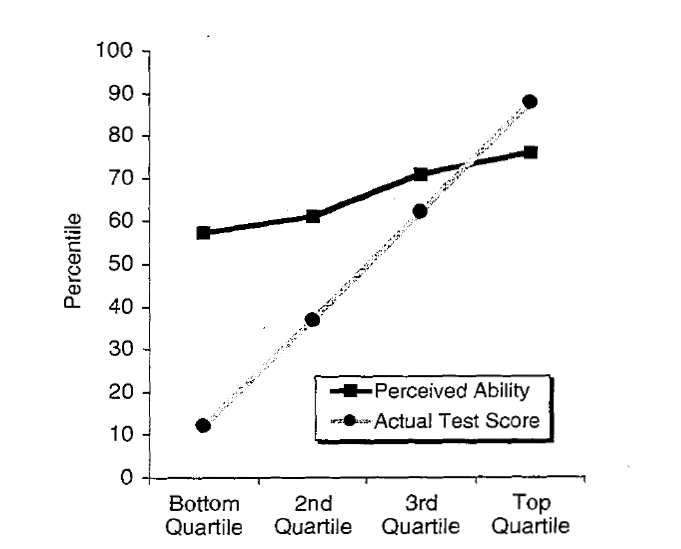 100
90
80
70
60
50
40
30
20
10
0
Percentile
Perceived Ability
Actual Test Score
Bottom Quartile
2nd Quartile
3rd Quartile
Top Quartile